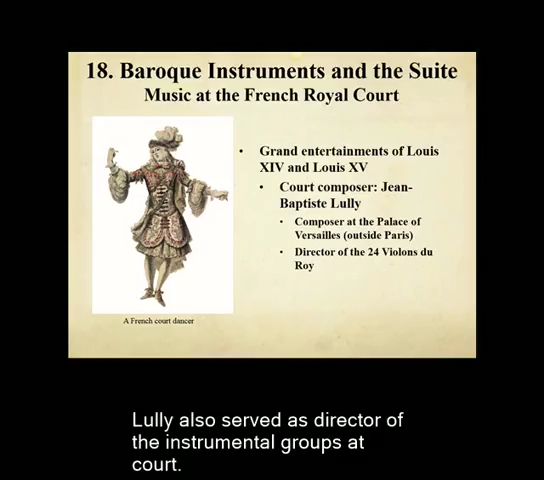 18. Baroque Instruments and the Suite
Music at the French Royal Court
• Grand entertainments of Louis
XIV and Louis XV
• Court composer: Jean-
Baptiste Lully
• Composer at the Palace of
Versailles (outside Paris)
• Director of the 24 Violons du
Roy
A French court dancer
Lully also served as director of
the instrumental groups at
court.